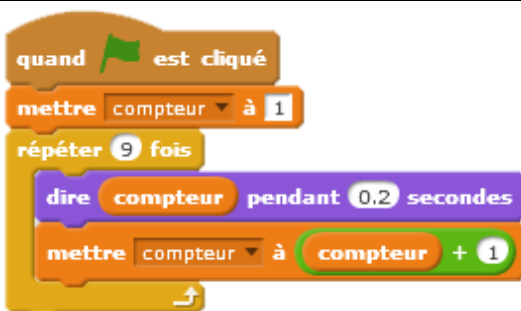 quand est cliqué
mettre compteur à 1
répéter 9 fois
dire compteur pendant 0.2 secondes
mettre compteur à compteur + 1